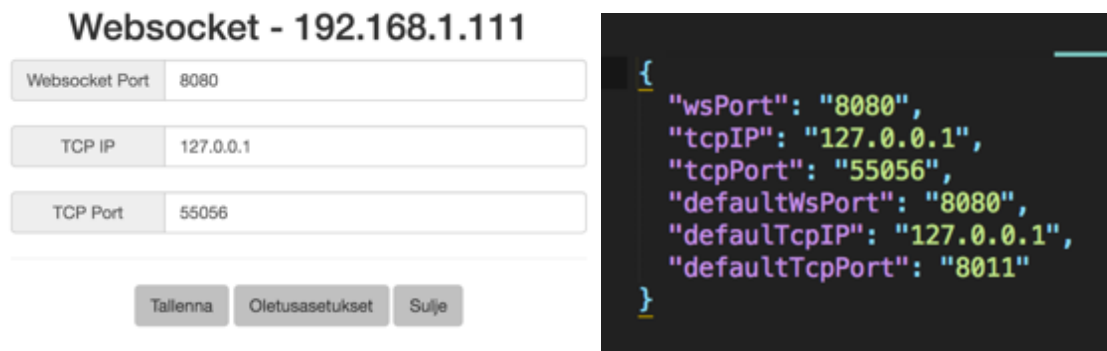 Websocket - 192.168.1.111
Websocket Port 8080
TCP IP 127.0.0.1
TCP Port 55056
Tallenna Oletusasetukset Sulje
{
"wsPort": "8080",
"tcpIP": "127.0.0.1",
"tcpPort": "55056",
"defaultWsPort": "8080",
"defaulTcpIP": "127.0.0.1",
"defaultTcpPort": "8011"
}